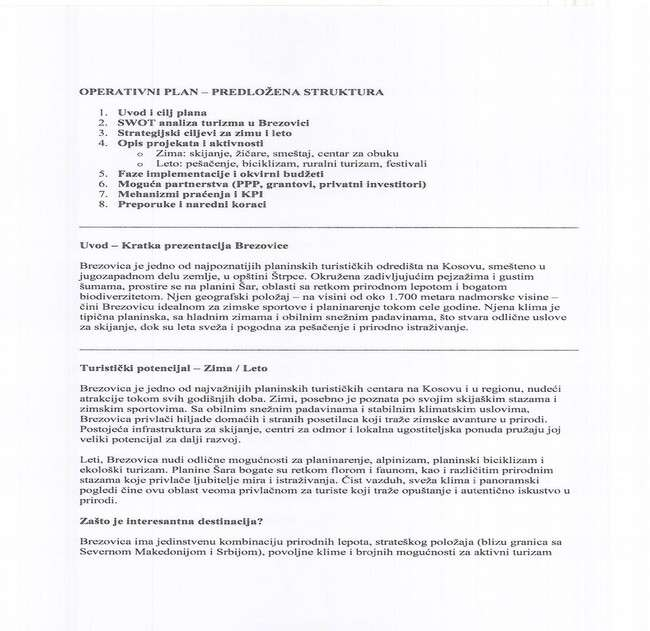 OPERATIVNI PLAN – PREDLOŽENA STRUKTURA
1. Uvod i cilj plana
2. SWOT analiza turizma u Brezovici
3. Strategijski ciljevi za zimu i leto
4. Opis projekata i aktivnosti
o Zima: skijanje, žičare, smeštaj, centar za obuku
o Leto: pešačenje, biciklizam, ruralni turizam, festivali
5. Faze implementacije i okvirni budžeti
6. Moguća partnerstva (PPP, grantovi, privatni investitori)
7. Mehanizmi praćenja i KPI
8. Preporuke i naredni koraci
Uvod – Kratka prezentacija Brezovice
Brezovica je jedno od najpoznatijih planinskih turističkih odredišta na Kosovu, smešteno u
jugozapadnom delu zemlje, u opštini Štrpce. Okružena zadivljujućim pejzažima i gustim
šumama, prostire se na planini Šar, oblasti sa retkom prirodnom lepotom i bogatom
biodiverzitetom. Njen geografski položaj – na visini od oko 1.700 metara nadmorske visine –
čini Brezovicu idealnom za zimske sportove i planinarenje tokom cele godine. Njena klima je
tipična planinska, sa hladnim zimama i obilnim snežnim padavinama, što stvara odlične uslove
za skijanje, dok su leta sveža i pogodna za pešačenje i prirodno istraživanje.
Turistički potencijal – Zima / Leto
Brezovica je jedno od najvažnijih planinskih turističkih centara na Kosovu i u regionu, nudeći
atrakcije tokom svih godišnjih doba. Zimi, posebno je poznata po svojim skijaškim stazama i
zimskim sportovima. Sa obilnim snežnim padavinama i stabilnim klimatskim uslovima,
Brezovica privlači hiljade domaćih i stranih posetilaca koji traže zimske avanture u prirodi.
Postojeća infrastruktura za skijanje, centri za odmor i lokalna ugostiteljska ponuda pružaju joj
veliki potencijal za dalji razvoj.
Leti, Brezovica nudi odlične mogućnosti za planinarenje, alpinizam, planinski biciklizam i
ekološki turizam. Planine Šara bogate su retkom florom i faunom, kao i različitim prirodnim
stazama koje privlače ljubitelje mira i istraživanja. Čist vazduh, sveža klima i panoramski
pogledi čine ovu oblast veoma privlačnom za turiste koji traže opuštanje i autentično iskustvo u
prirodi.
Zašto je interesantna destinacija?
Brezovica ima jedinstvenu kombinaciju prirodnih lepota, strateškog položaja (blizu granica sa
Severnom Makedonijom i Srbijom), povoljne klime i brojnih mogućnosti za aktivni turizam